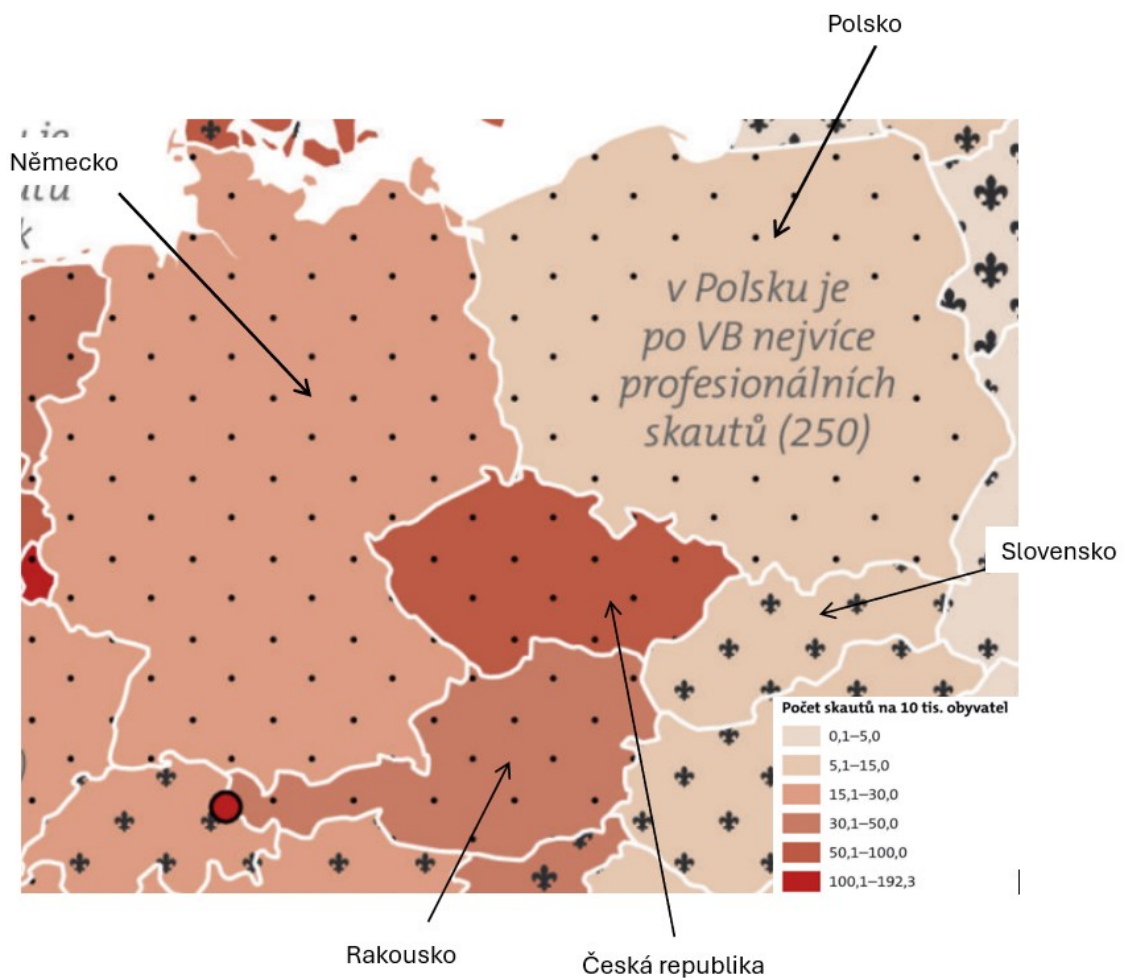 Polsko
Německo
k
v Polsku je
po VB nejvíce
profesionálních
skautů (250)
Slovensko
Počet skautů na 10 tis. obyvatel
0,1–5,0
5,1–15,0
15,1–30,0
30,1–50,0
50,1–100,0
100,1–192,3
Rakousko
Česká republika